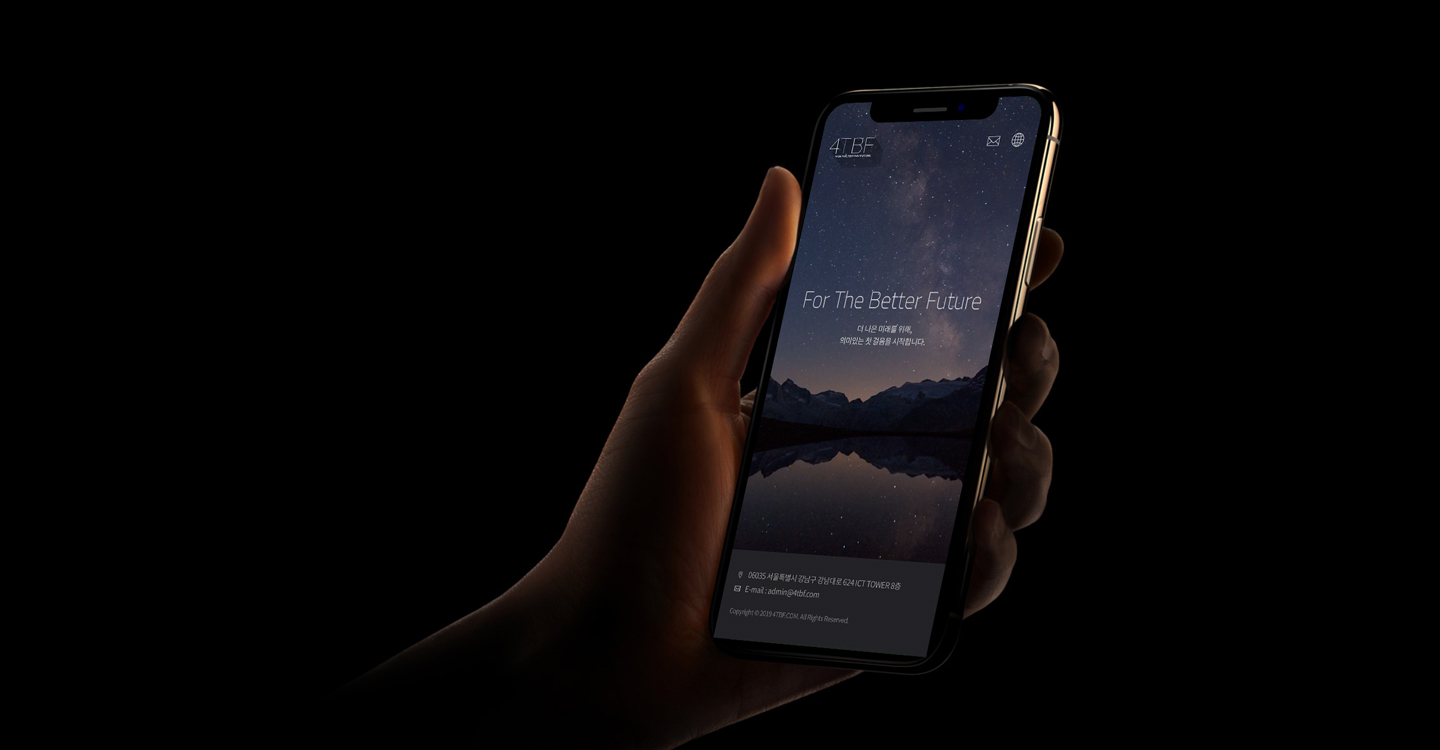 4TBF
For The Better Future
더 나은 미래를 위해,
의미있는 첫 걸음을 시작합니다.
06035 서울특별시 강남구 강남대로 624 ICT TOWER 8층
E-mail : admin@4tbf.com
Copyright © 2019 4TBF.COM. All Rights Reserved.